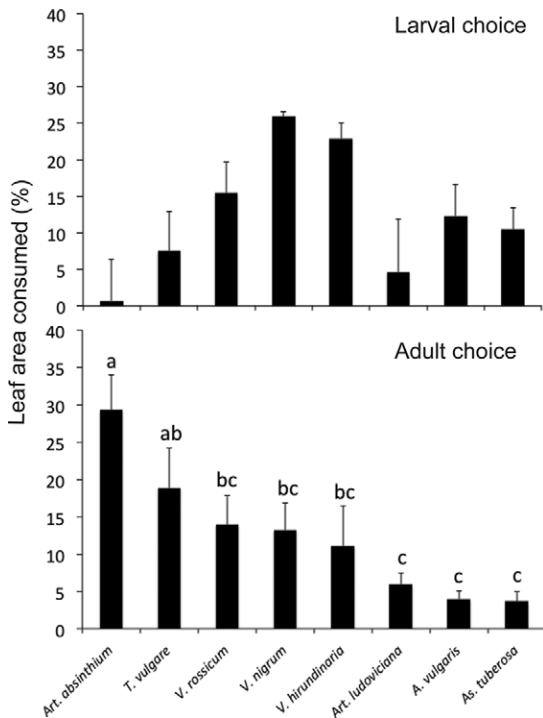 40
Larval choice
35
30
25
20
15
10
5
0
Leaf area consumed (%)
40
Adult choice
35
30
25
20
15
10
5
0
a
ab
bc
bc
bc
c
c
c
Art. absinthium
T. vulgare
V. rossicum
V. nigrum
V. hirundinaria
Art. ludoviciana
A. vulgaris
As. tuberosa